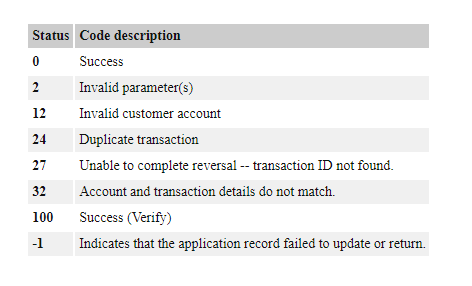 Status Code description
0 Success
2 Invalid parameter(s)
12 Invalid customer account
24 Duplicate transaction
27 Unable to complete reversal -- transaction ID not found.
32 Account and transaction details do not match.
100 Success (Verify)
-1 Indicates that the application record failed to update or return.